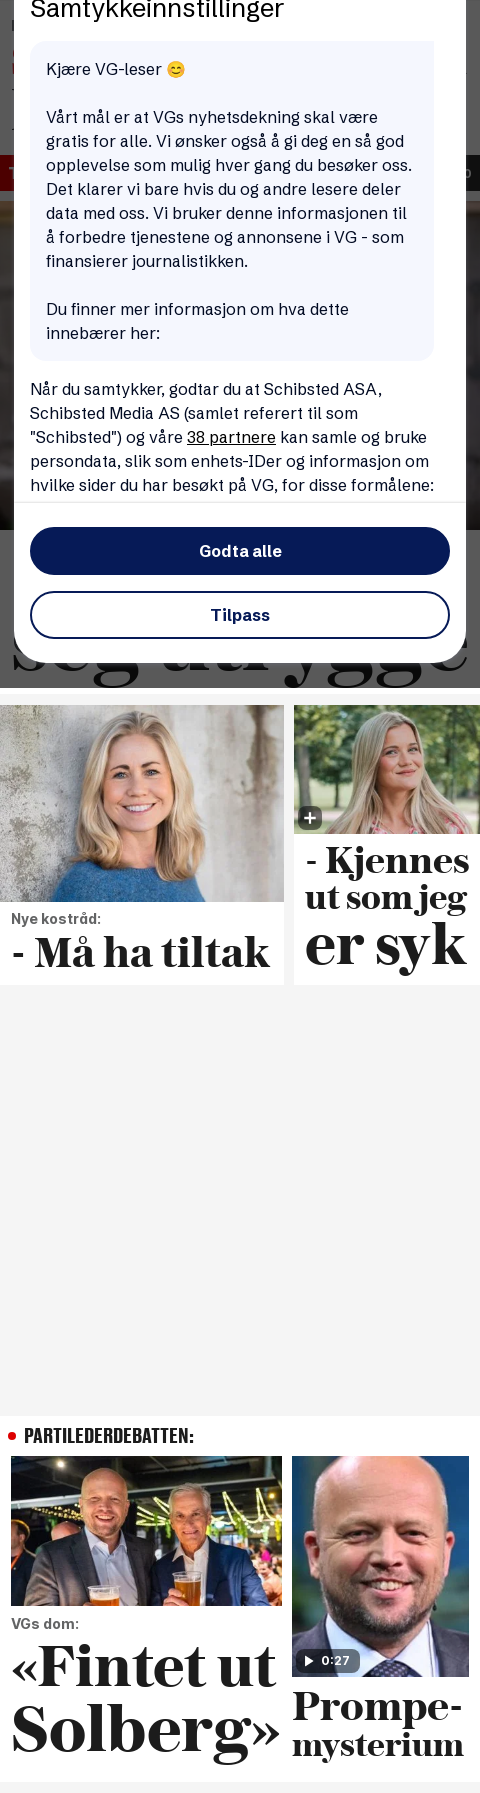 Samtykkeinnstillinger
Kjære VG-leser 😊
Vårt mål er at VGs nyhetsdekning skal være
gratis for alle. Vi ønsker også å gi deg en så god
opplevelse som mulig hver gang du besøker oss.
Det klarer vi bare hvis du og andre lesere deler
data med oss. Vi bruker denne informasjonen til
å forbedre tjenestene og annonsene i VG - som
finansierer journalistikken.
Du finner mer informasjon om hva dette
innebærer her:
Når du samtykker, godtar du at Schibsted ASA,
Schibsted Media AS (samlet referert til som
"Schibsted") og våre 38 partnere kan samle og bruke
persondata, slik som enhets-IDer og informasjon om
hvilke sider du har besøkt på VG, for disse formålene:
Godta alle
Tilpass
seg utrygge
Nye kostråd:
- Må ha tiltak
- Kjennes
ut som jeg
er syk
PARTILEDERDEBATTEN:
VGs dom:
«Fintet ut
Solberg»
0:27
Prompe-
mysterium